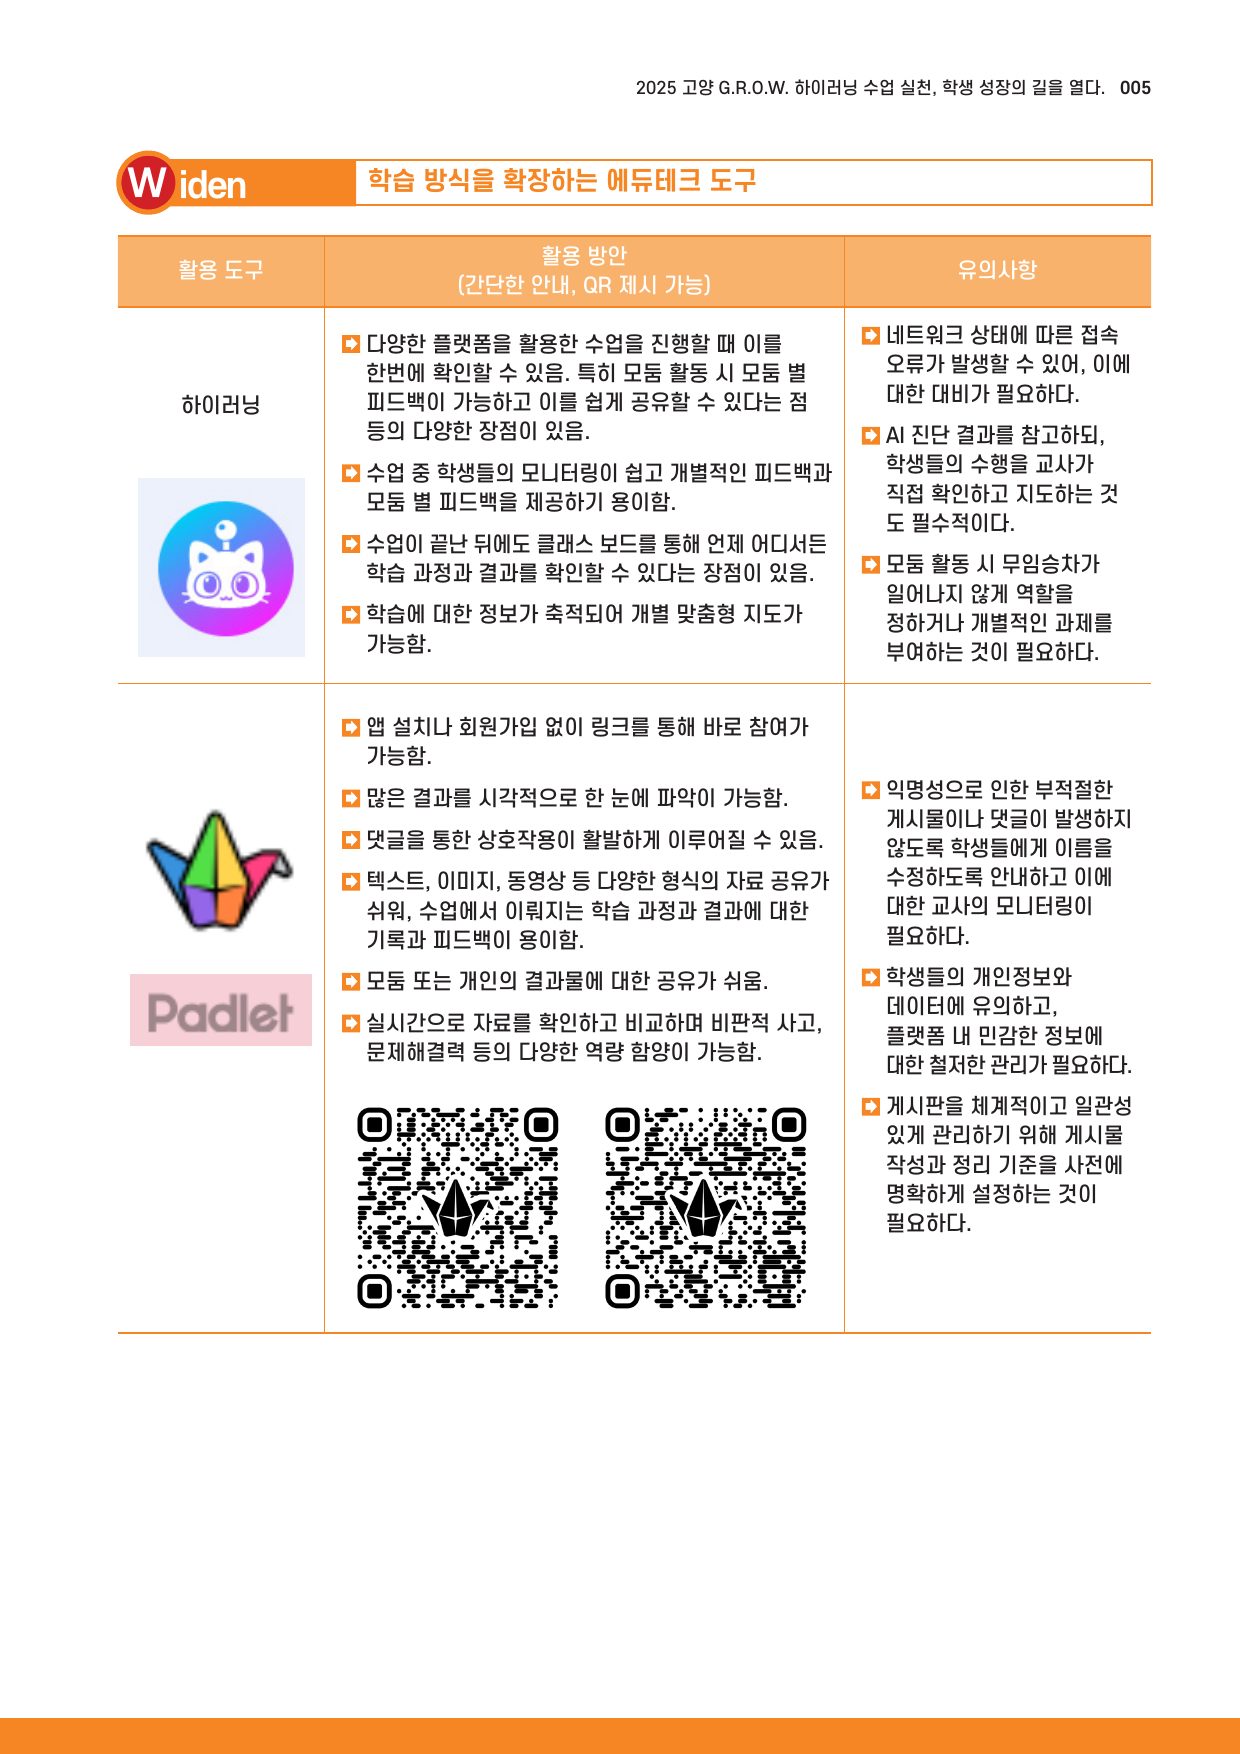 2025 고양 G.R.O.W. 하이러닝 수업 실천, 학생 성장의 길을 열다. 005
Widen 학습 방식을 확장하는 에듀테크 도구
활용 도구
활용 방안
(간단한 안내, QR 제시 가능)
유의사항
하이러닝
다양한 플랫폼을 활용한 수업을 진행할 때 이를
한번에 확인할 수 있음. 특히 모둠 활동 시 모둠 별
피드백이 가능하고 이를 쉽게 공유할 수 있다는 점
등의 다양한 장점이 있음.
수업 중 학생들의 모니터링이 쉽고 개별적인 피드백과
모둠 별 피드백을 제공하기 용이함.
수업이 끝난 뒤에도 클래스 보드를 통해 언제 어디서든
학습 과정과 결과를 확인할 수 있다는 장점이 있음.
학습에 대한 정보가 축적되어 개별 맞춤형 지도가
가능함.
네트워크 상태에 따른 접속
오류가 발생할 수 있어, 이에
대한 대비가 필요하다.
AI 진단 결과를 참고하되,
학생들의 수행을 교사가
직접 확인하고 지도하는 것
도 필수적이다.
모둠 활동 시 무임승차가
일어나지 않게 역할을
정하거나 개별적인 과제를
부여하는 것이 필요하다.
Padlet
앱 설치나 회원가입 없이 링크를 통해 바로 참여가
가능함.
많은 결과를 시각적으로 한 눈에 파악이 가능함.
댓글을 통한 상호작용이 활발하게 이루어질 수 있음.
텍스트, 이미지, 동영상 등 다양한 형식의 자료 공유가
쉬워, 수업에서 이뤄지는 학습 과정과 결과에 대한
기록과 피드백이 용이함.
모둠 또는 개인의 결과물에 대한 공유가 쉬움.
실시간으로 자료를 확인하고 비교하며 비판적 사고,
문제해결력 등의 다양한 역량 함양이 가능함.
익명성으로 인한 부적절한
게시물이나 댓글이 발생하지
않도록 학생들에게 이름을
수정하도록 안내하고 이에
대한 교사의 모니터링이
필요하다.
학생들의 개인정보와
데이터에 유의하고,
플랫폼 내 민감한 정보에
대한 철저한 관리가 필요하다.
게시판을 체계적이고 일관성
있게 관리하기 위해 게시물
작성과 정리 기준을 사전에
명확하게 설정하는 것이
필요하다.